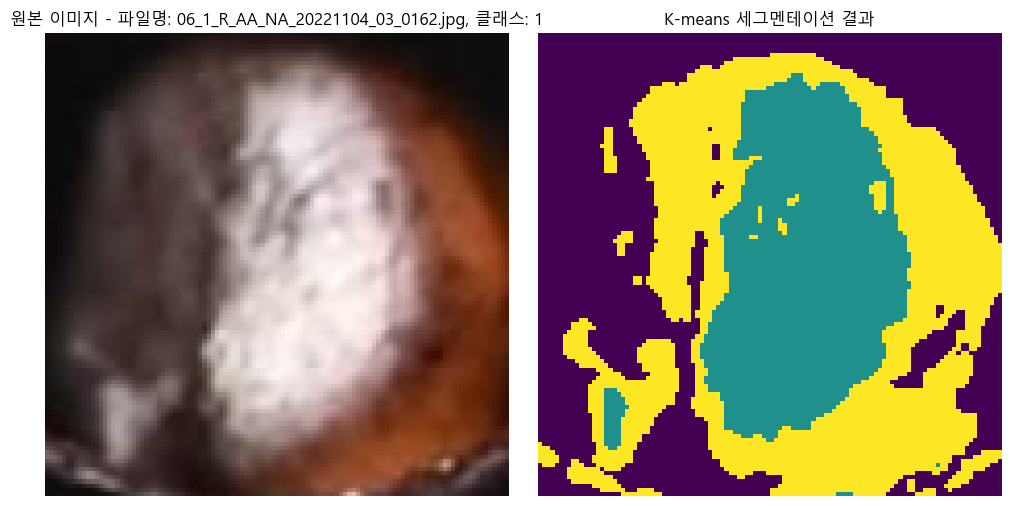 원본 이미지 - 파일명: 06_1_R_AA_NA_20221104_03_0162.jpg, 클래스: 1
K-means 세그멘테이션 결과